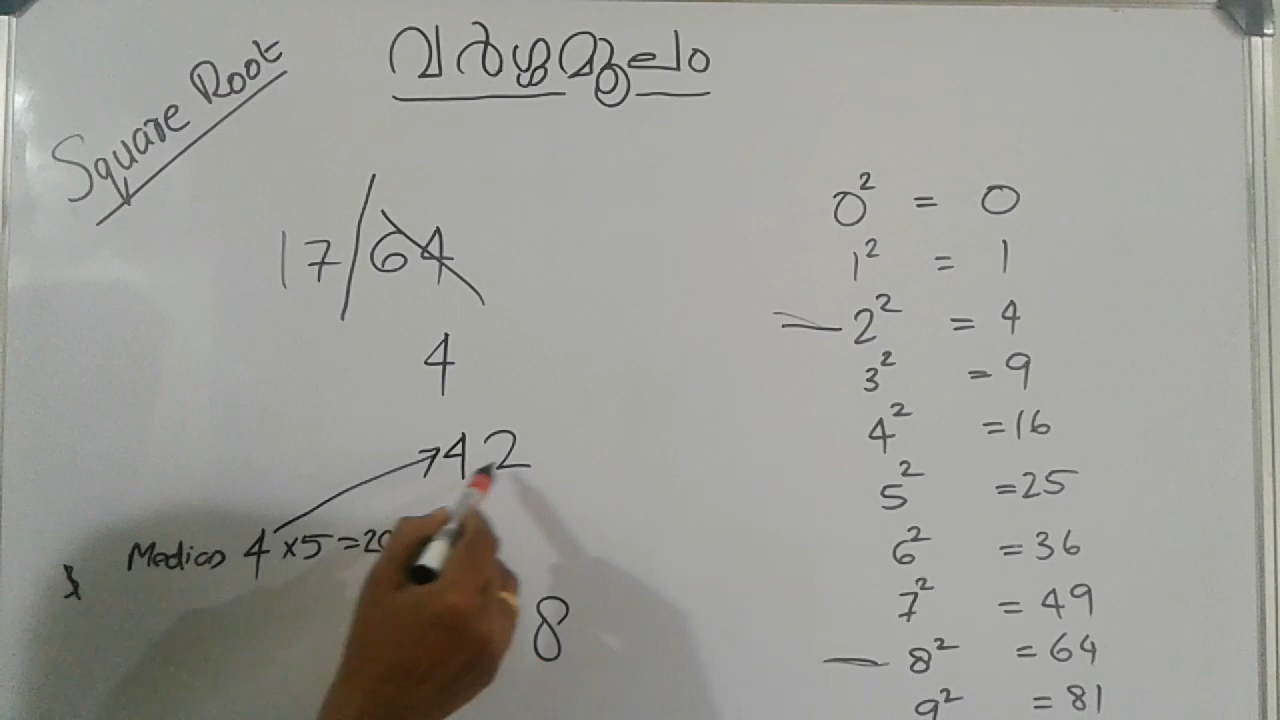 വർഗ്ഗമൂലം
Square Root
17/64
4
42
4×5=20
8
0² = 0
1² = 1
2² = 4
3² = 9
4² = 16
5² = 25
6² = 36
7² = 49
8² = 64
9² = 81